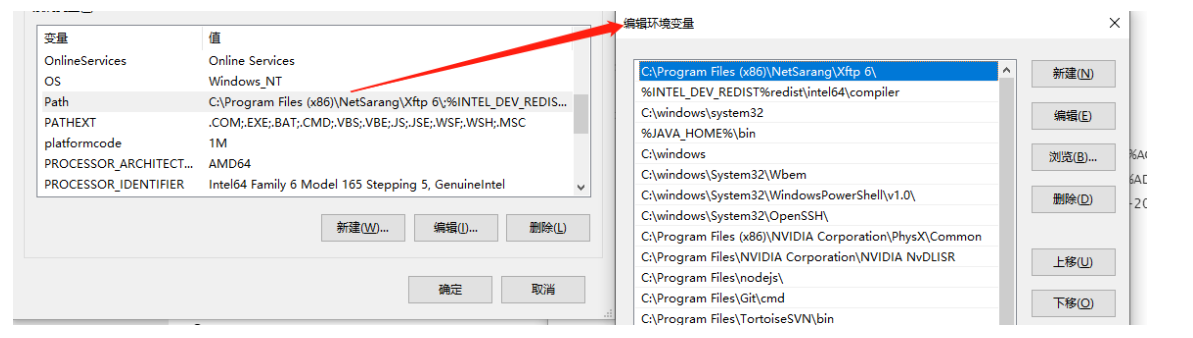 变量 值
OnlineServices Online Services
OS Windows_NT
Path C:\Program Files (x86)\NetSarang\Xftp 6\;%INTEL_DEV_REDIS...
PATHEXT .COM;.EXE;.BAT;.CMD;.VBS;.VBE;.JS;.JSE;.WSF;.WSH;.MSC
platformcode 1M
PROCESSOR_ARCHITECT... AMD64
PROCESSOR_IDENTIFIER Intel64 Family 6 Model 165 Stepping 5, GenuineIntel
新建(W)... 编辑(I)... 删除(L)
确定 取消
编辑环境变量
C:\Program Files (x86)\NetSarang\Xftp 6\
%INTEL_DEV_REDIST%redist\intel64\compiler
C:\windows\system32
%JAVA_HOME%\bin
C:\windows
C:\windows\System32\Wbem
C:\windows\System32\WindowsPowerShell\v1.0\
C:\windows\System32\OpenSSH\
C:\Program Files (x86)\NVIDIA Corporation\PhysX\Common
C:\Program Files\NVIDIA Corporation\NVIDIA NvDLISR
C:\Program Files\nodejs\
C:\Program Files\Git\cmd
C:\Program Files\TortoiseSVN\bin
新建(N)
编辑(E)
浏览(B)...
删除(D)
上移(U)
下移(O)